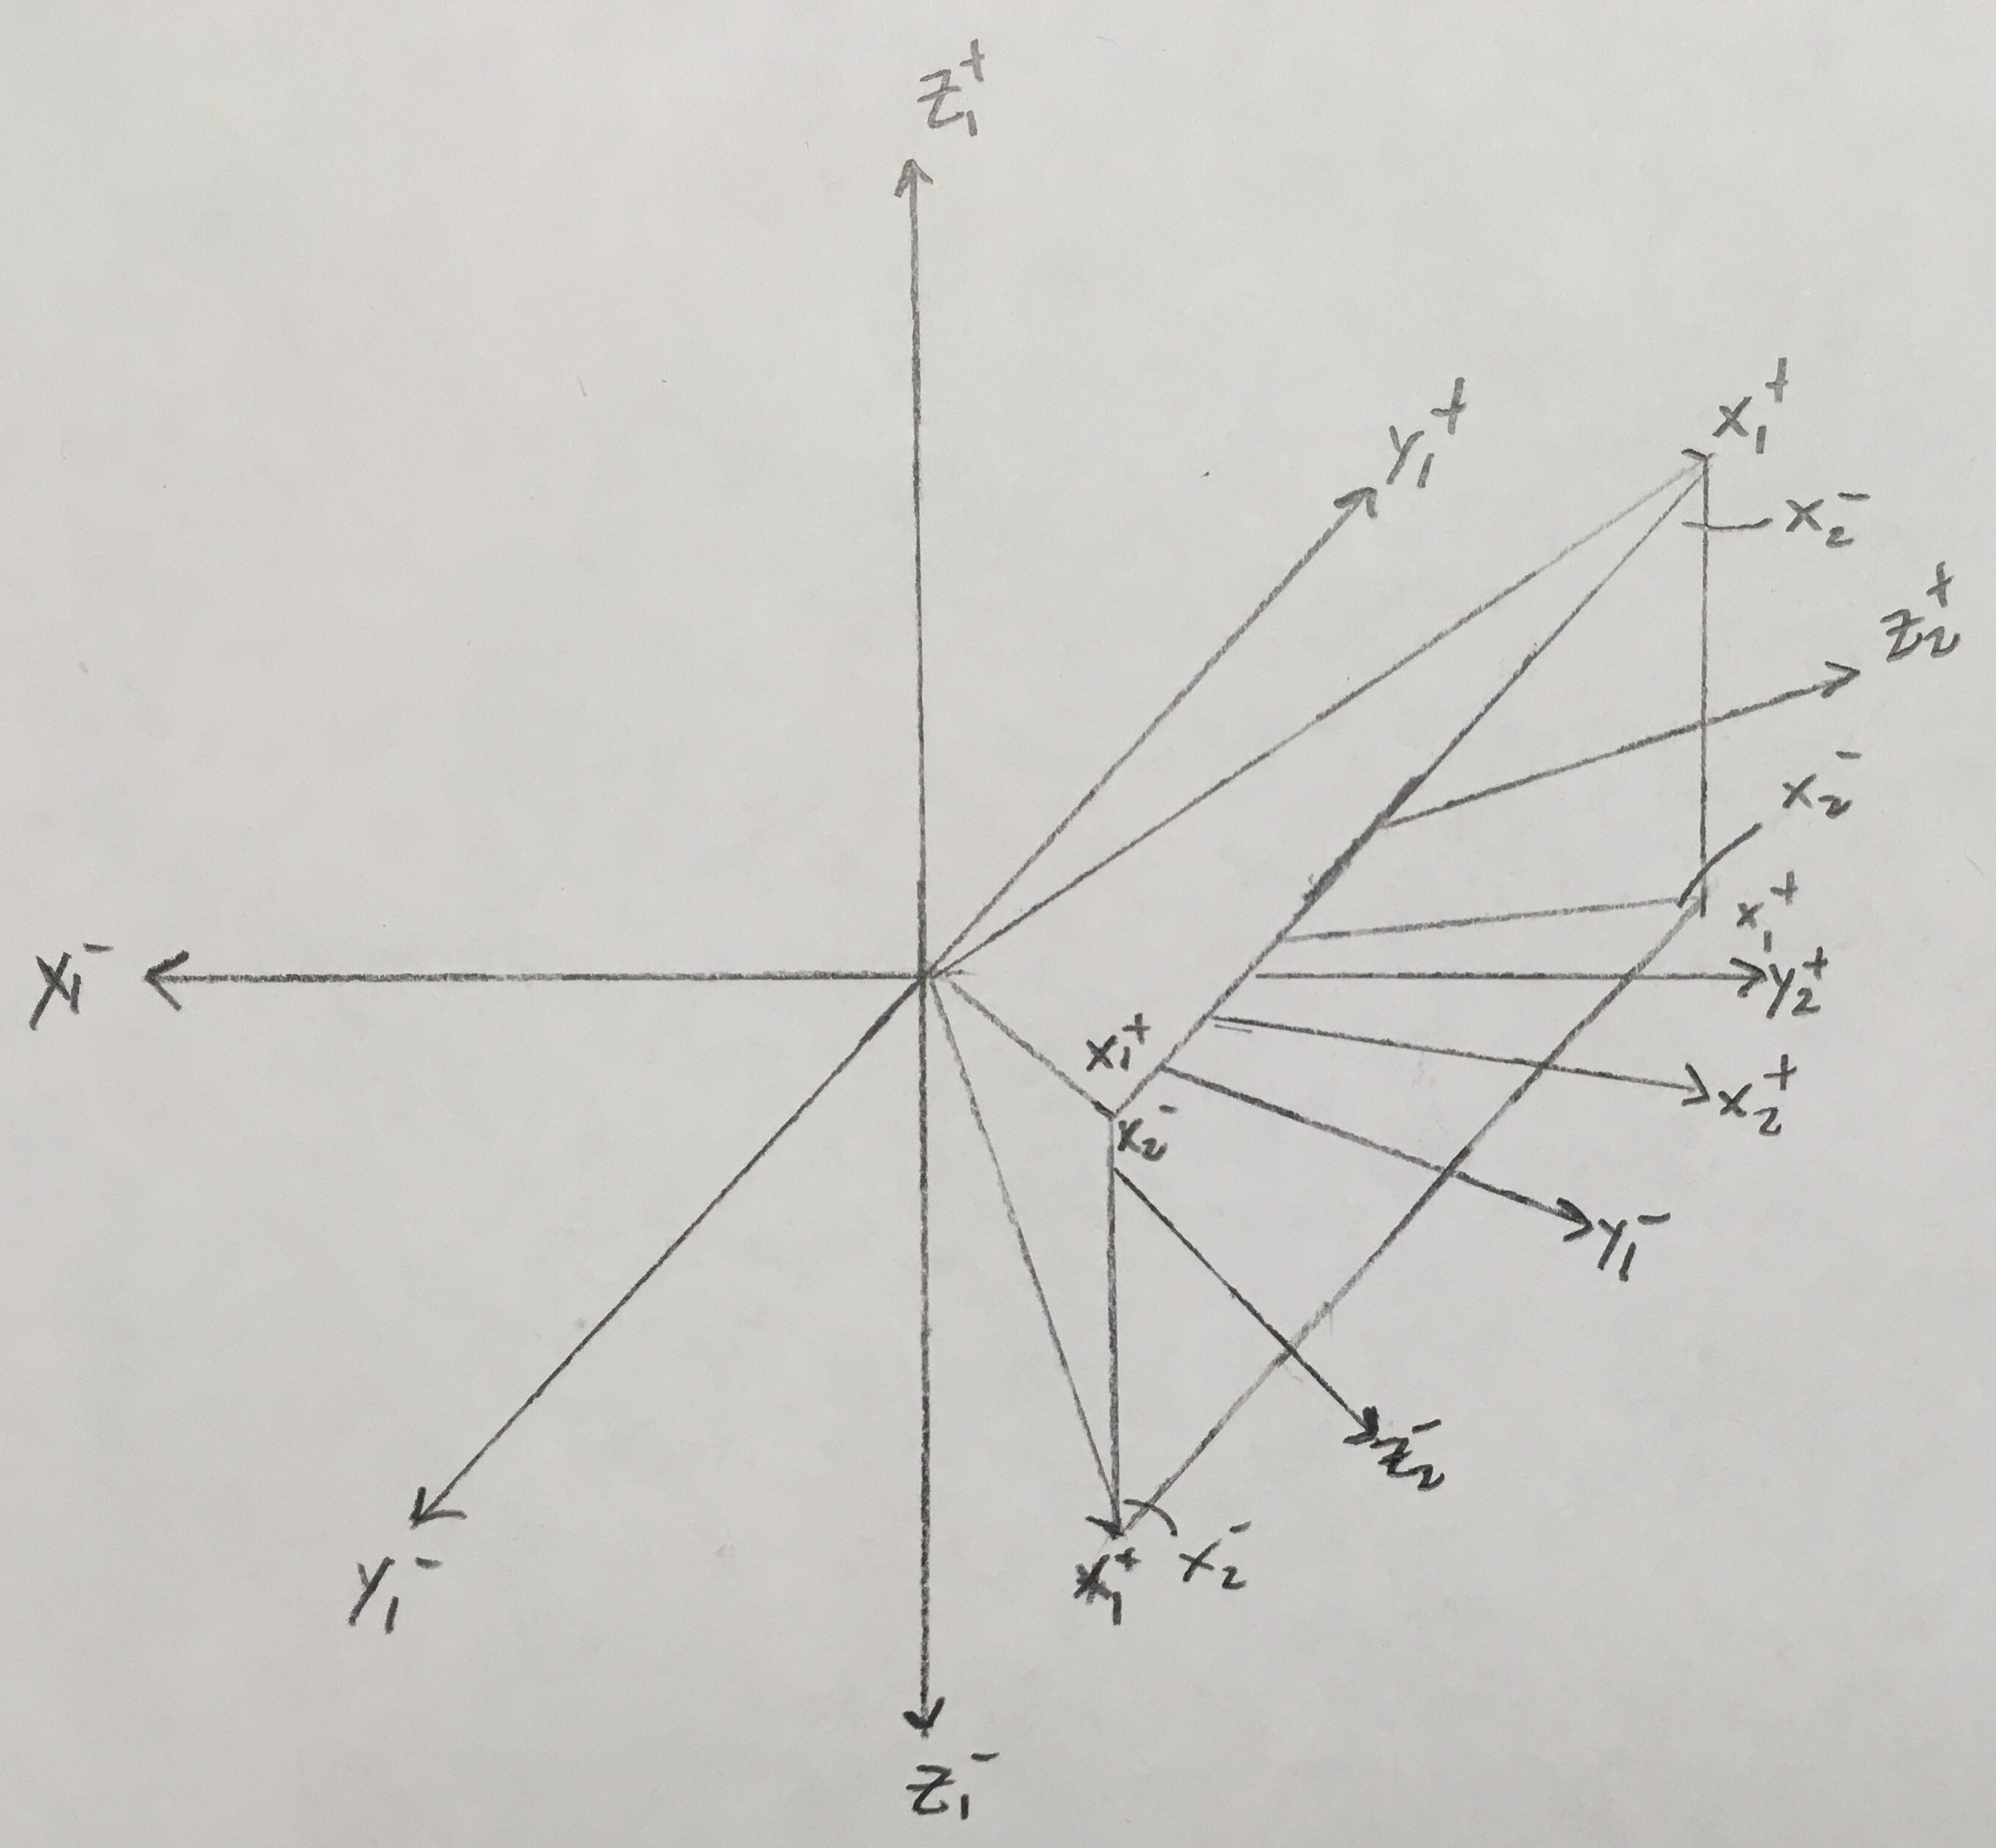 Z₁⁺
X₁⁺
Y₁⁺
X₂⁻
Z₂⁺
X₂⁻
X₁⁺
X₁⁻
Y₂⁺
X₁⁺
X₂⁺
X₂⁻
Y₁⁻
Z₂⁻
X₁⁺ X₂⁻
Y₁⁻
Z₁⁻